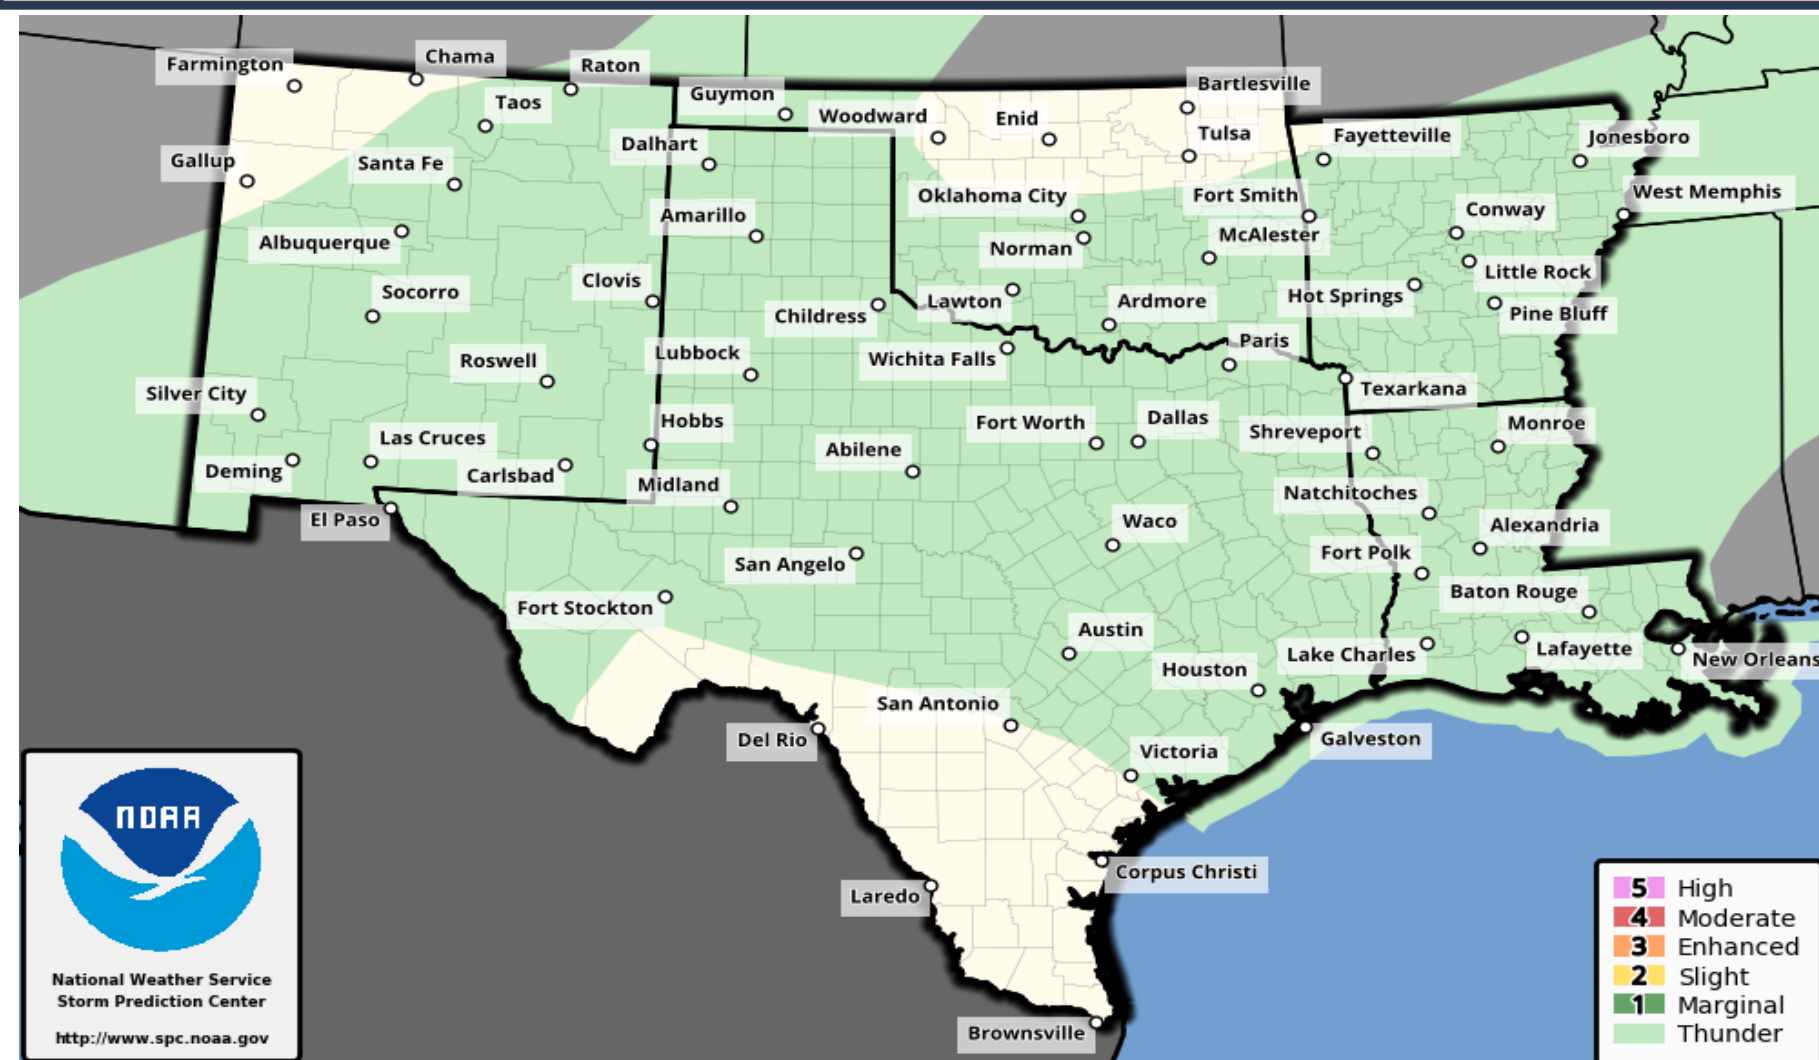 Farmington
Chama
Raton
Taos
Guymon
Bartlesville
Woodward
Enid
Tulsa
Fayetteville
Jonesboro
Gallup
Santa Fe
Dalhart
Oklahoma City
Fort Smith
Conway
West Memphis
Albuquerque
Amarillo
Norman
McAlester
Little Rock
Socorro
Clovis
Childress
Lawton
Ardmore
Hot Springs
Pine Bluff
Roswell
Lubbock
Wichita Falls
Paris
Texarkana
Silver City
Hobbs
Fort Worth
Dallas
Shreveport
Monroe
Las Cruces
Abilene
Deming
Carlsbad
Midland
Natchitoches
El Paso
Waco
Alexandria
San Angelo
Fort Polk
Fort Stockton
Baton Rouge
Austin
Houston
Lake Charles
Lafayette
New Orleans
San Antonio
Del Rio
Victoria
Galveston
Corpus Christi
Laredo
Brownsville
NOAA
National Weather Service
Storm Prediction Center
http://www.spc.noaa.gov
5 High
4 Moderate
3 Enhanced
2 Slight
1 Marginal
Thunder